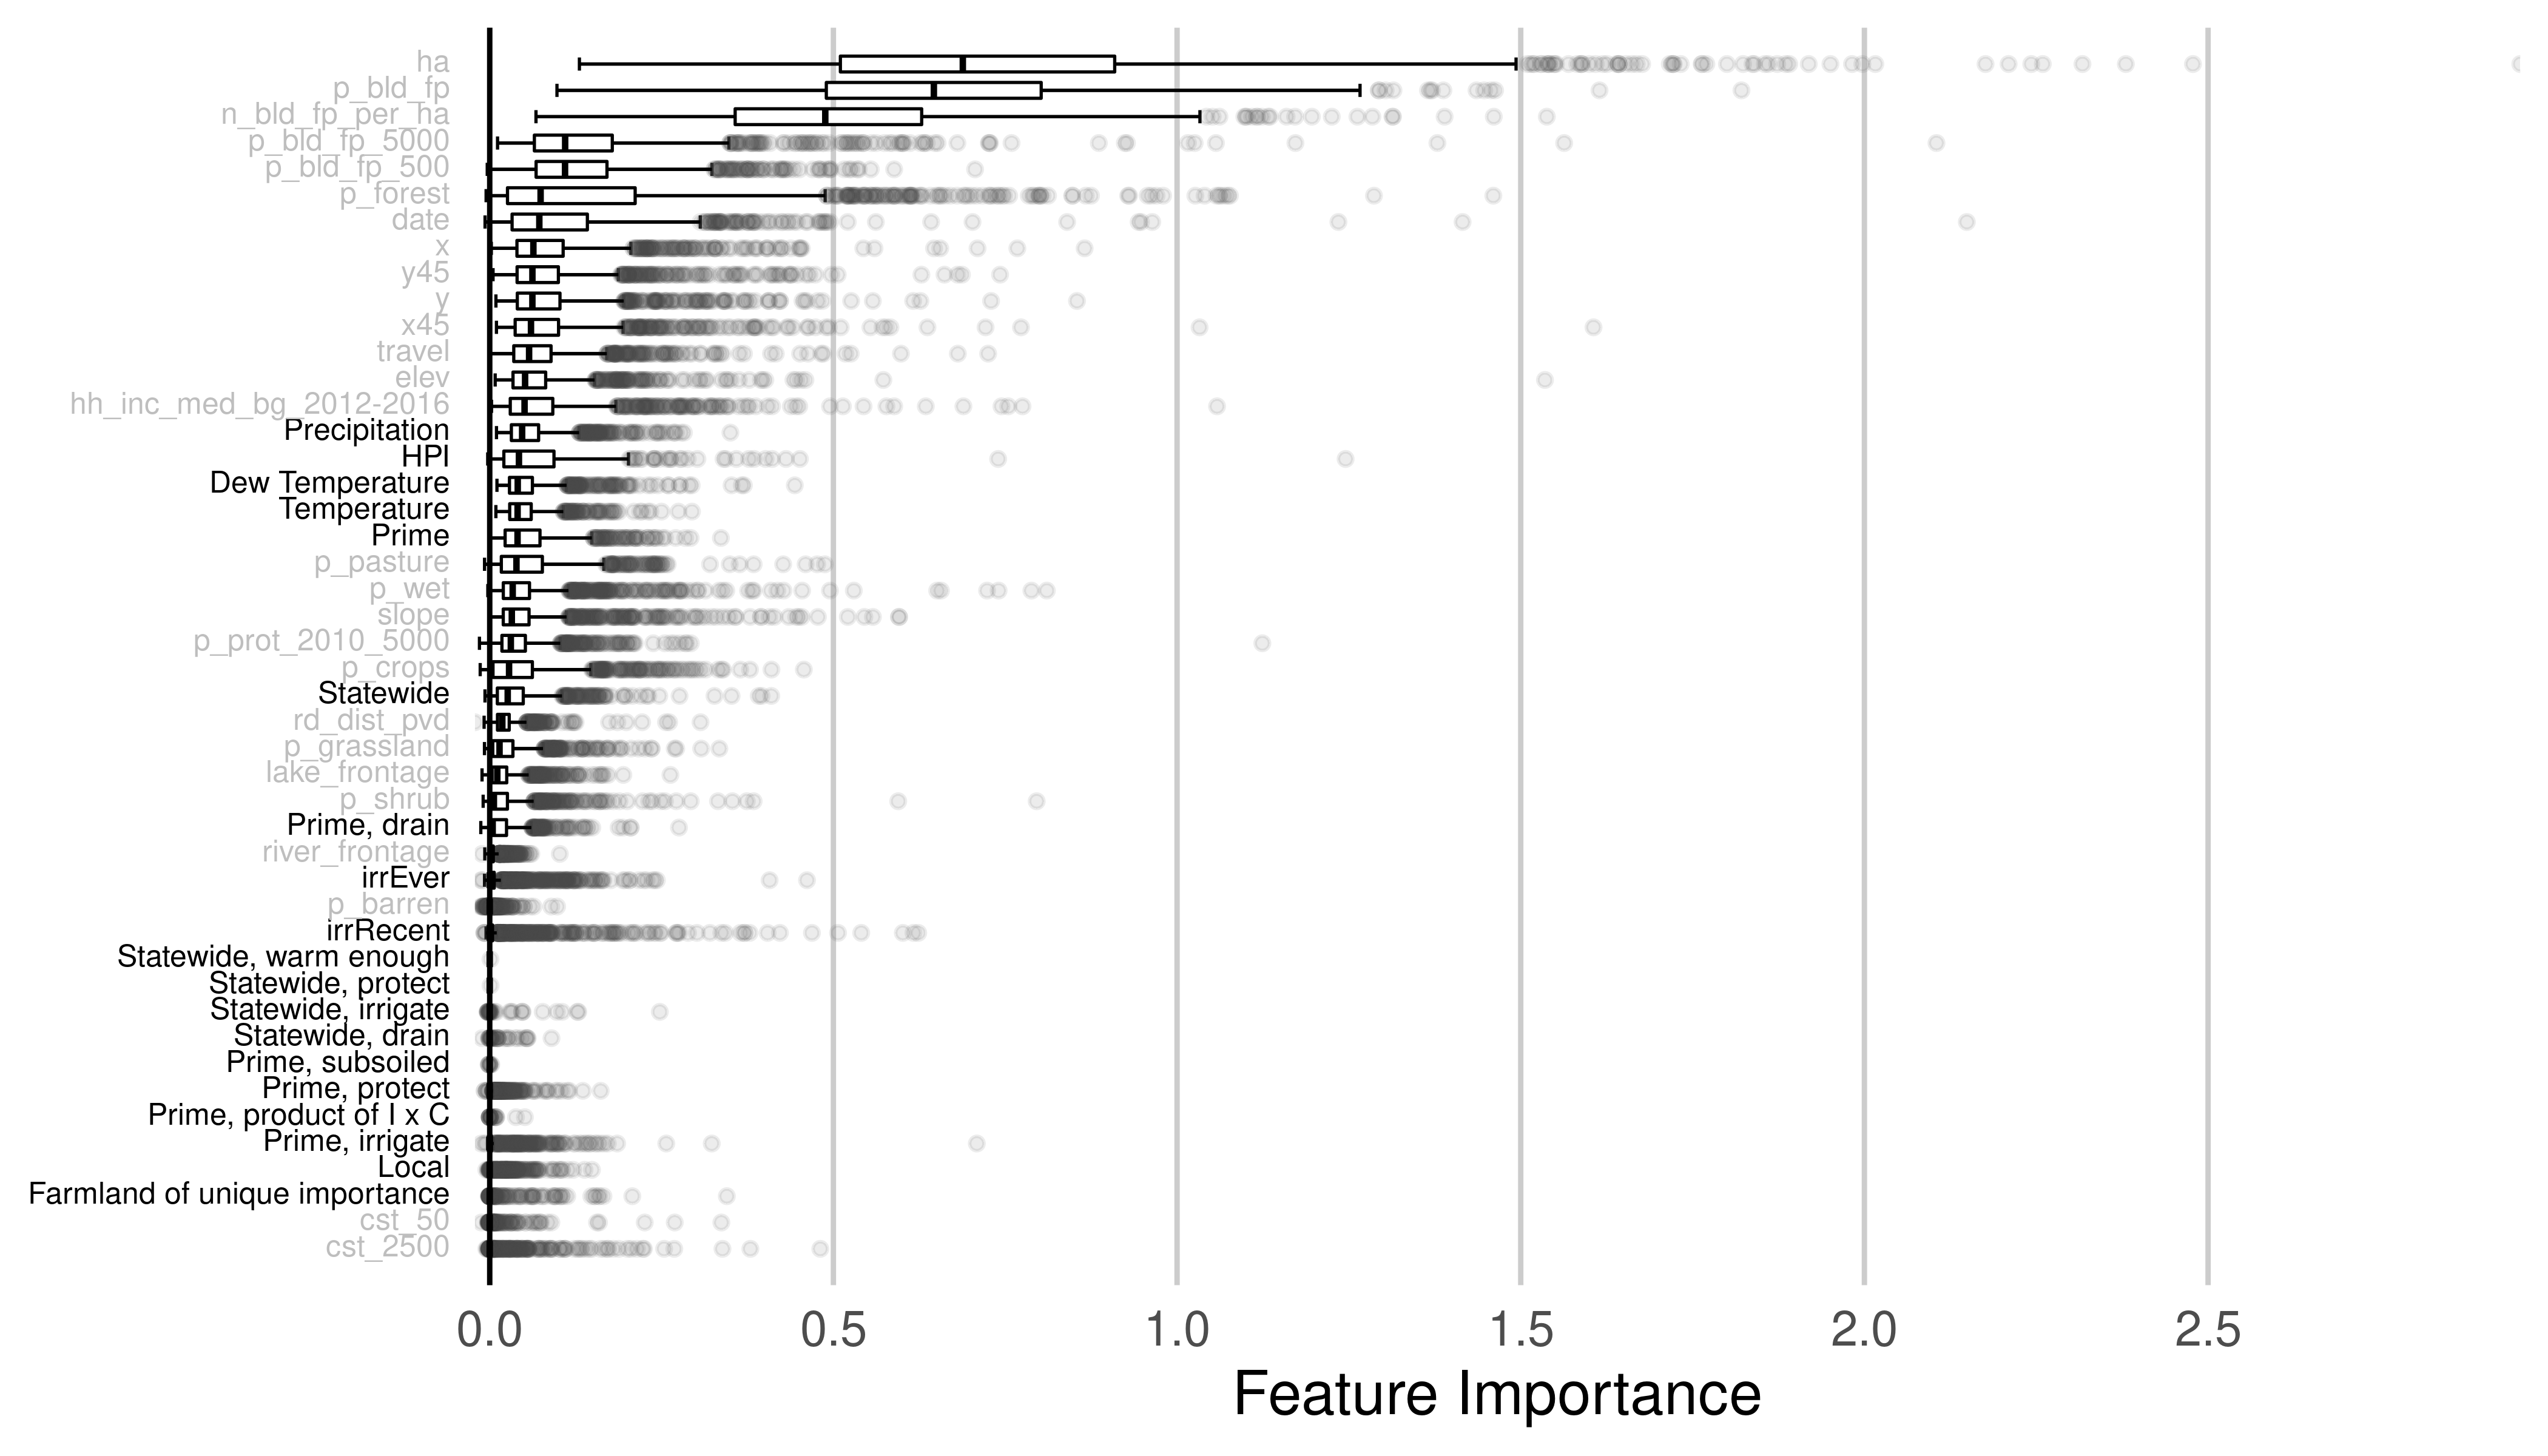 ha
p_bld_fp
n_bld_fp_per_ha
p_bld_fp_5000
p_bld_fp_500
p_forest
date
x
y45
y
x45
travel
elev
hh_inc_med_bg_2012-2016
Precipitation
HPI
Dew Temperature
Temperature
Prime
p_pasture
p_wet
slope
p_prot_2010_5000
p_crops
Statewide
rd_dist_pvd
p_grassland
lake_frontage
p_shrub
Prime, drain
river_frontage
irrEver
p_barren
irrRecent
Statewide, warm enough
Statewide, protect
Statewide, irrigate
Statewide, drain
Prime, subsoiled
Prime, protect
Prime, product of I x C
Prime, irrigate
Local
Farmland of unique importance
cst_50
cst_2500
0.0 0.5 1.0 1.5 2.0 2.5
Feature Importance